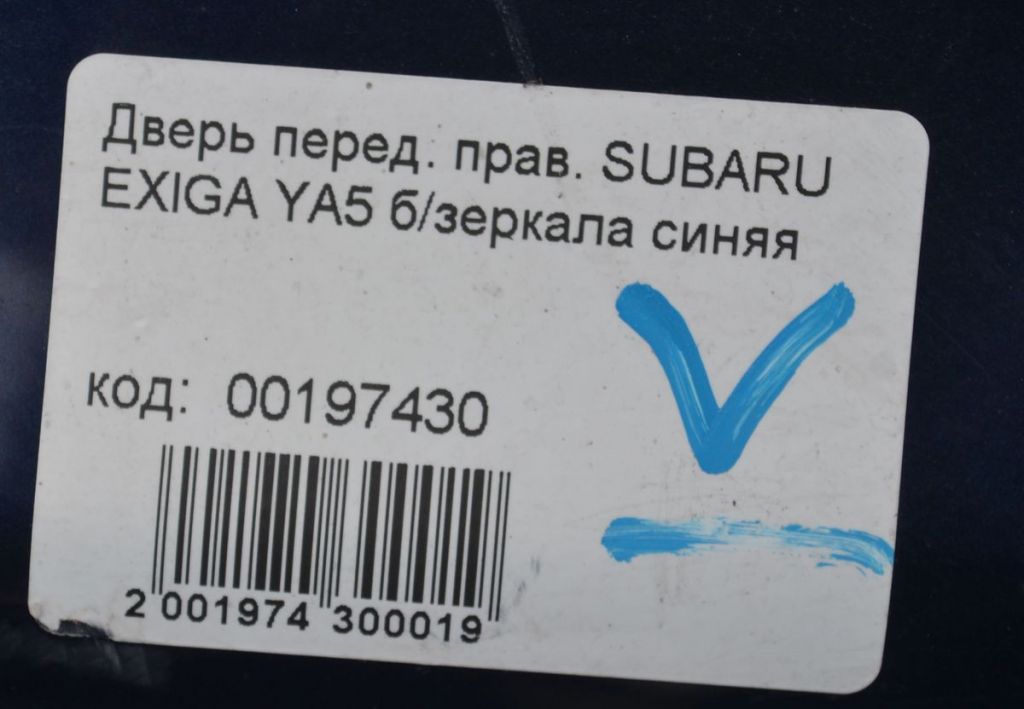 Дверь перед. прав. SUBARU
EXIGA YA5 б/зеркала синяя
код: 00197430
2 001974 300019